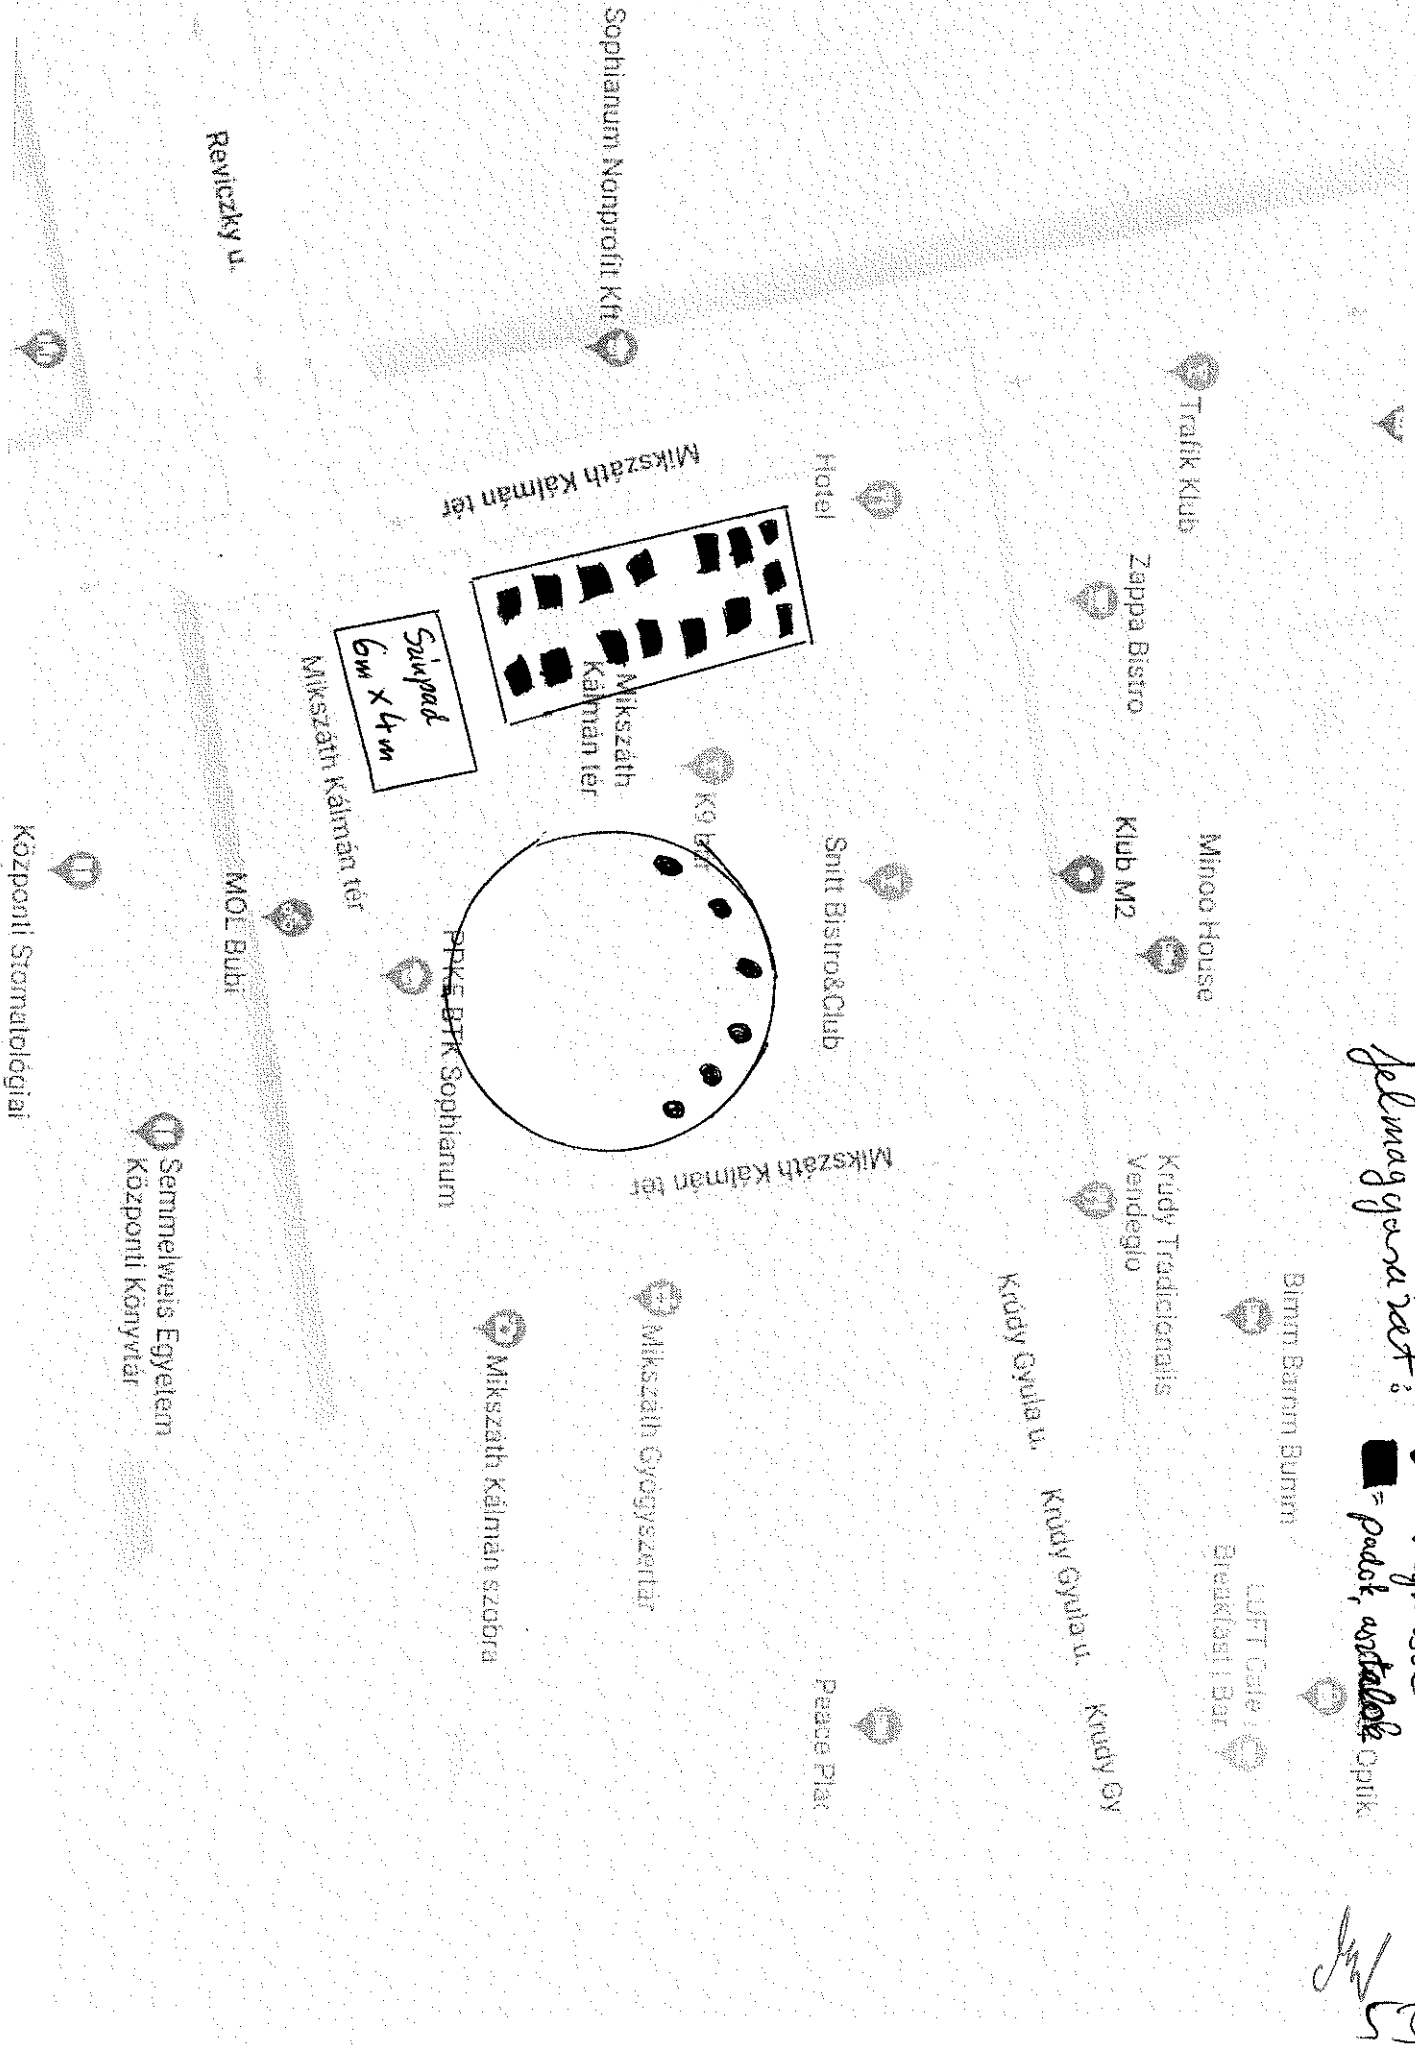 Jelmagyarázat:
= padok, asztalok
Optik
Bimm Bamm Bumm
LUFT Cafe |
Breakfast | Bar
Minoo House
Trafik Klub
Krúdy Tradicionális
Vendéglő
Zappa Bistro
Klub M2
Krúdy Gyula u.
Krúdy Gyula u.
Krúdy Gy
Hotel
Smitt Bistro&Club
Peace Plac
Mikszáth Kálmán tér
K9 bár
Mikszáth Kálmán tér
Mikszáth
Kálmán tér
Mikszáth Gyógyszertár
Sophianum Nonprofit Kft.
Mikszáth Kálmán szobra
PPKE BTK Sophianum
Színpad
6m x 4m
Mikszáth Kálmán tér
MOL Bubi
Reviczky u.
Semmelweis Egyetem
Központi Könyvtár
Központi Stomatológiai